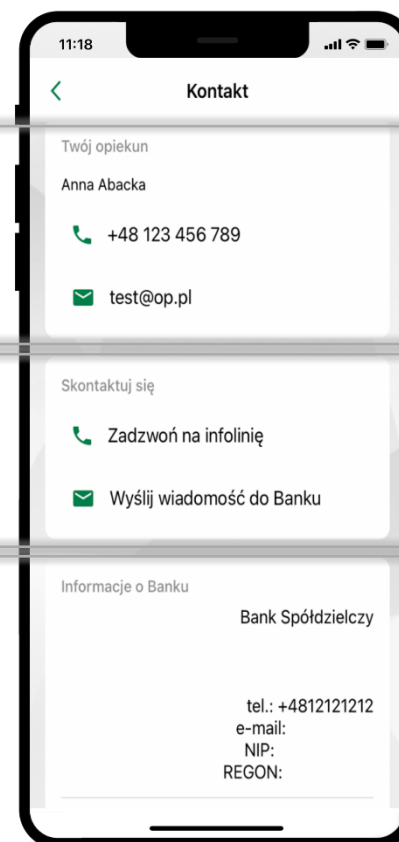 11:18
Kontakt
Twój opiekun
Anna Abacka
+48 123 456 789
test@op.pl
Skontaktuj się
Zadzwoń na infolinię
Wyślij wiadomość do Banku
Informacje o Banku
Bank Spółdzielczy
tel.: +4812121212
e-mail:
NIP:
REGON: